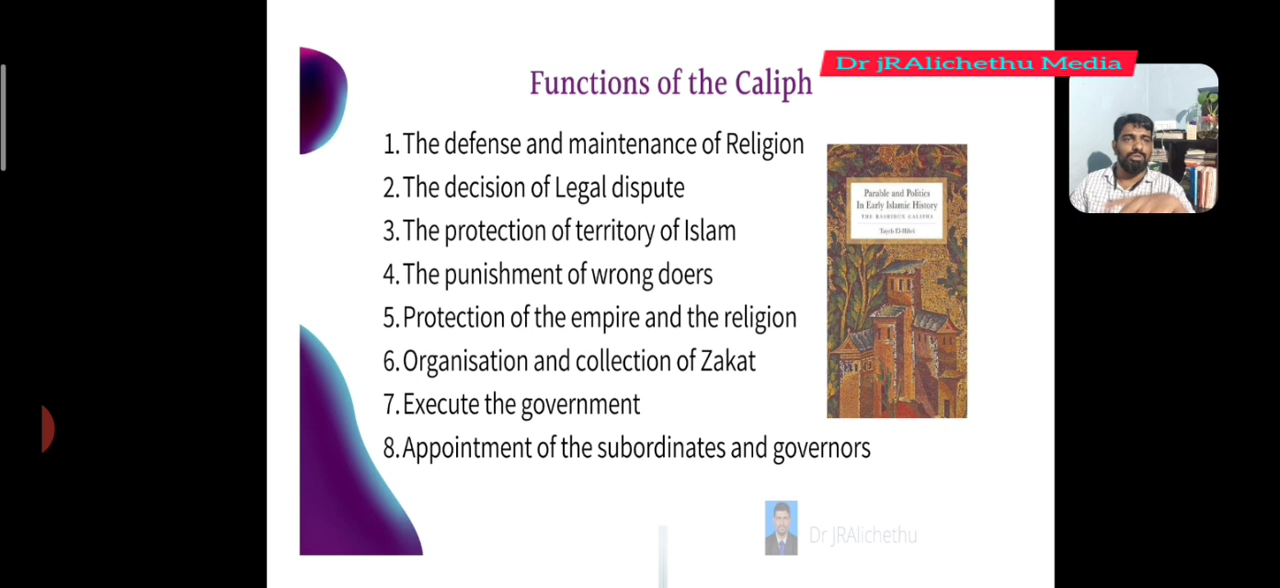 Dr jRAlichethu Media
Functions of the Caliph
1. The defense and maintenance of Religion
2. The decision of Legal dispute
3. The protection of territory of Islam
4. The punishment of wrong doers
5. Protection of the empire and the religion
6. Organisation and collection of Zakat
7. Execute the government
8. Appointment of the subordinates and governors
Parable and Politics
In Early Islamic History
THE RASHIDUN CALIPHS
Tayeb El-Hibri
Dr JRAlichethu